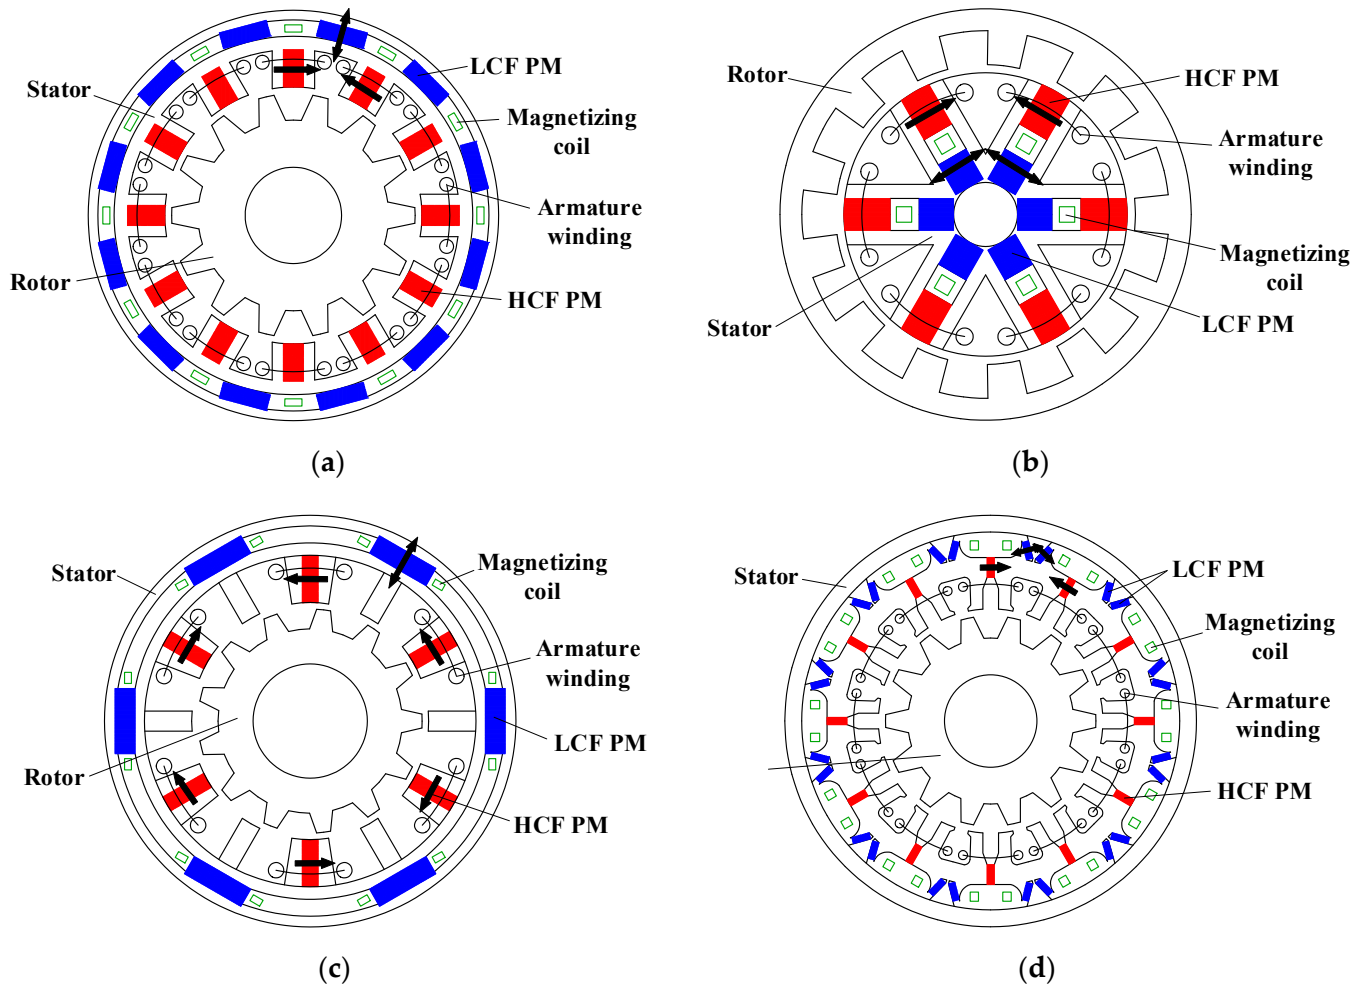 LCF PM
Stator
Magnetizing
coil
Armature
winding
Rotor
HCF PM
(a)
Rotor
HCF PM
Armature
winding
Magnetizing
coil
Stator
LCF PM
(b)
Stator
Magnetizing
coil
Armature
winding
LCF PM
Rotor
HCF PM
(c)
Stator
LCF PM
Magnetizing
coil
Armature
winding
HCF PM
(d)